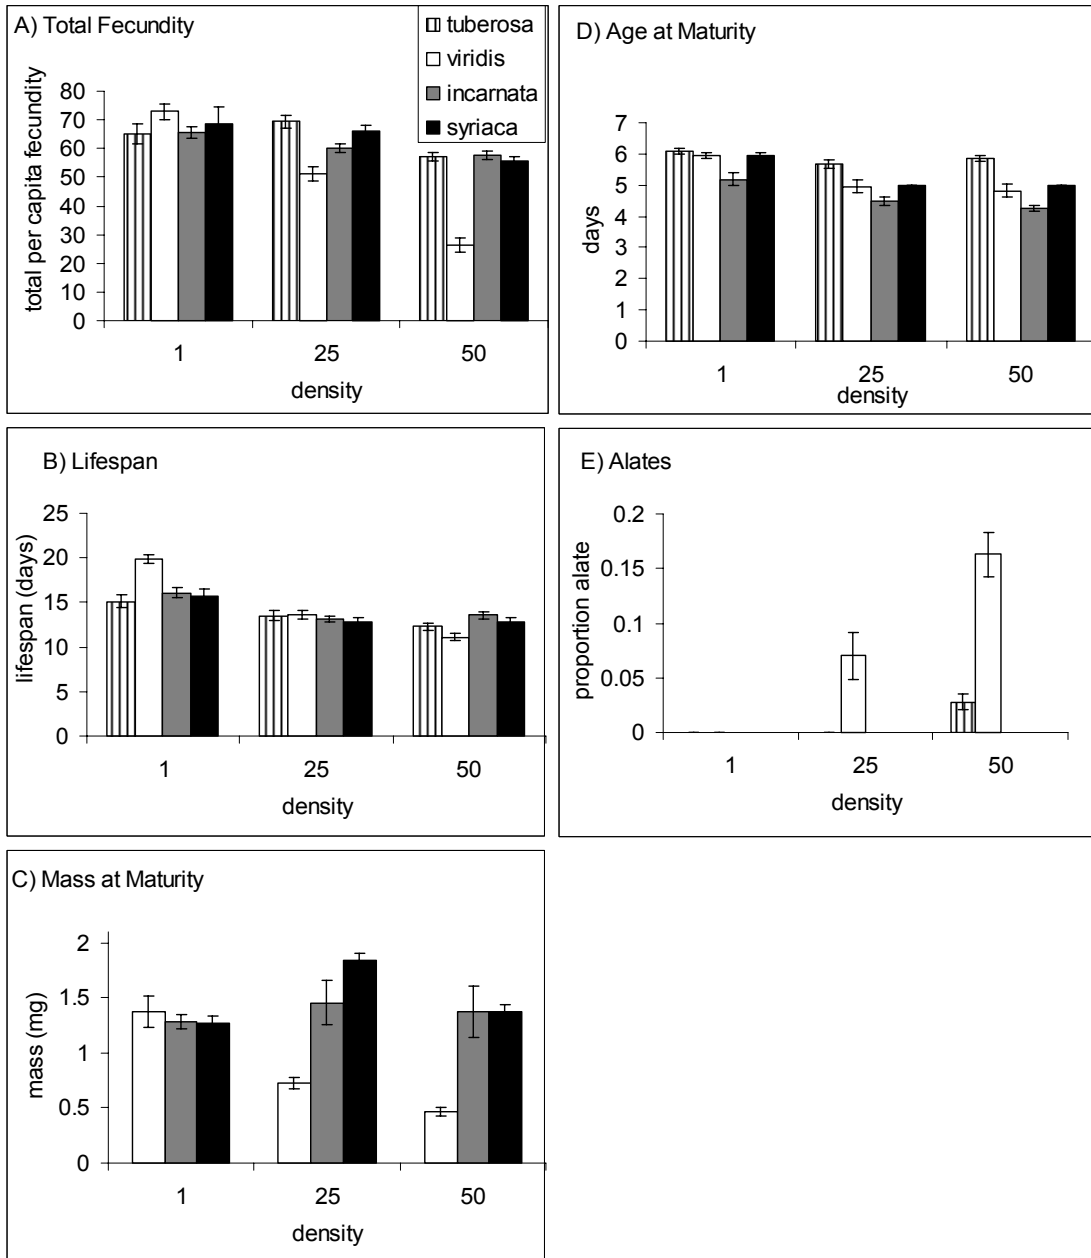 A) Total Fecundity
tuberosa
viridis
incarnata
syriaca
total per capita fecundity
80
70
60
50
40
30
20
10
0
1 25 50
density
B) Lifespan
lifespan (days)
25
20
15
10
5
0
1 25 50
density
C) Mass at Maturity
mass (mg)
2
1.5
1
0.5
0
1 25 50
density
D) Age at Maturity
days
7
6
5
4
3
2
1
0
1 25 50
density
E) Alates
proportion alate
0.2
0.15
0.1
0.05
0
1 25 50
density